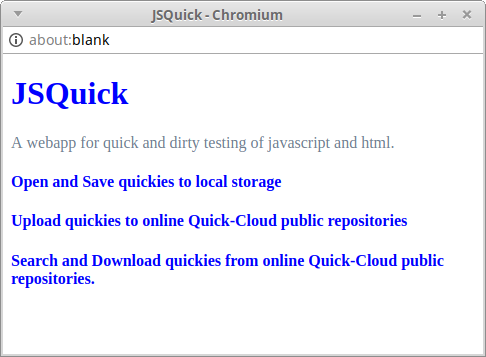 JSQuick - Chromium
about:blank
JSQuick
A webapp for quick and dirty testing of javascript and html.
Open and Save quickies to local storage
Upload quickies to online Quick-Cloud public repositories
Search and Download quickies from online Quick-Cloud public
repositories.